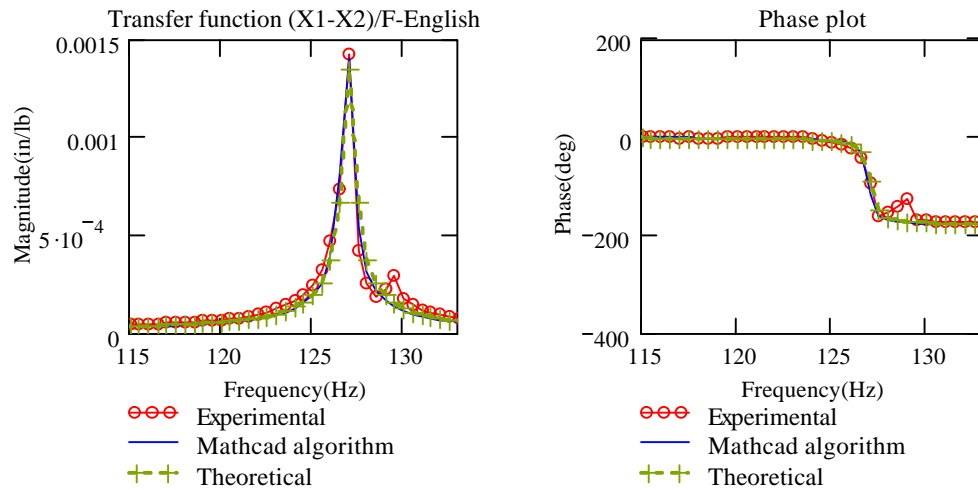 Transfer function (X1-X2)/F-English
0.0015
0.001
5·10⁻⁴
0
Magnitude(in/lb)
115
120
125
130
Frequency(Hz)
Experimental
Mathcad algorithm
Theoretical
Phase plot
200
0
−200
−400
Phase(deg
115
120
125
130
Frequency(Hz)
Experimental
Mathcad algorithm
Theoretical